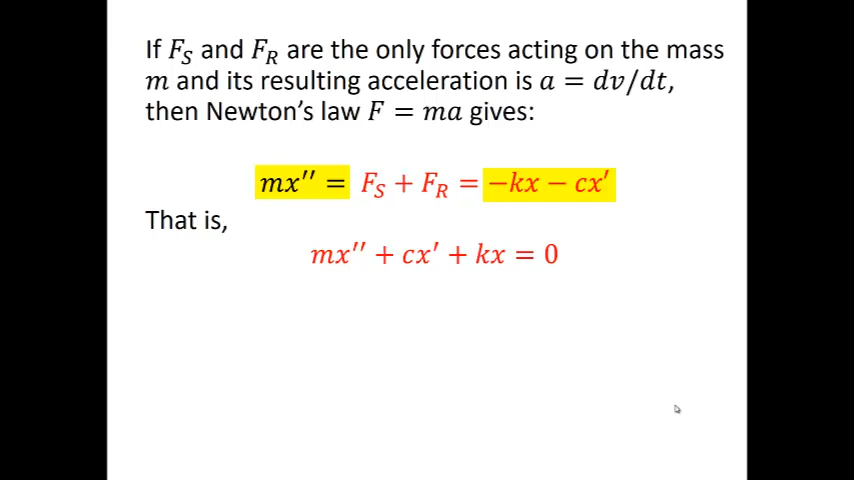 If F_S and F_R are the only forces acting on the mass
m and its resulting acceleration is a = dv/dt,
then Newton's law F = ma gives:
mx′′ = F_S + F_R = −kx − cx′
That is,
mx′′ + cx′ + kx = 0